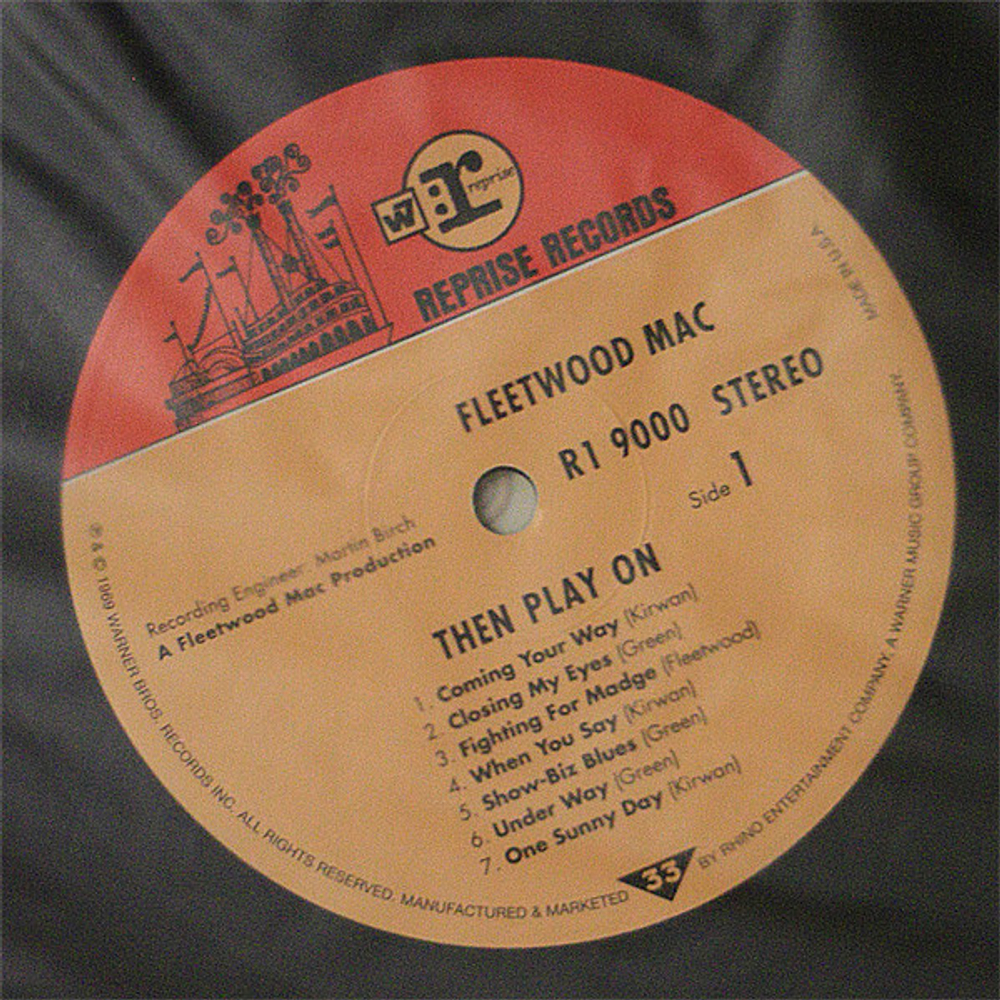 W 8 r reprise
REPRISE RECORDS
MADE IN U.S.A
FLEETWOOD MAC
R1 9000 STEREO
Side 1
Recording Engineer: Martin Birch
A Fleetwood Mac Production
THEN PLAY ON
1. Coming Your Way (Kirwan)
2. Closing My Eyes (Green)
3. Fighting For Madge (Fleetwood)
4. When You Say (Kirwan)
5. Show-Biz Blues (Green)
6. Under Way (Green)
7. One Sunny Day (Kirwan)
33
℗ & © 1969 WARNER BROS. RECORDS INC. ALL RIGHTS RESERVED. MANUFACTURED & MARKETED BY RHINO ENTERTAINMENT COMPANY, A WARNER MUSIC GROUP COMPANY